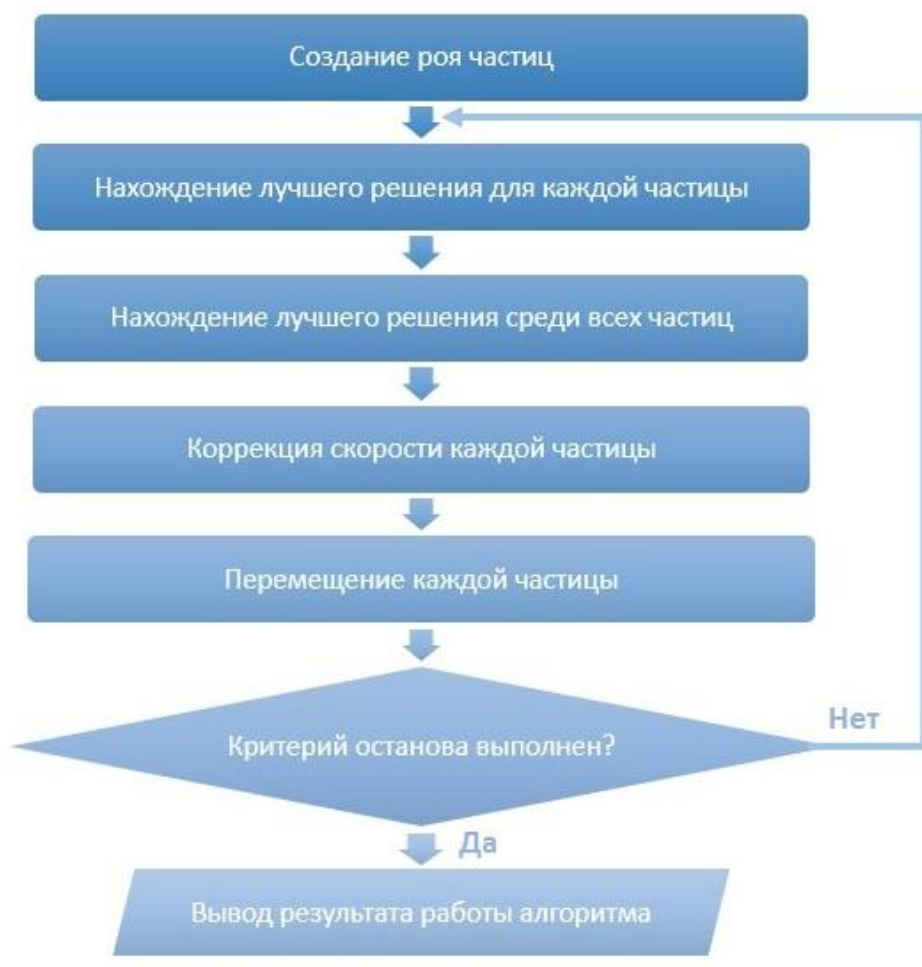 Создание роя частиц
Нахождение лучшего решения для каждой частицы
Нахождение лучшего решения среди всех частиц
Коррекция скорости каждой частицы
Перемещение каждой частицы
Критерий останова выполнен?
Нет
Да
Вывод результата работы алгоритма